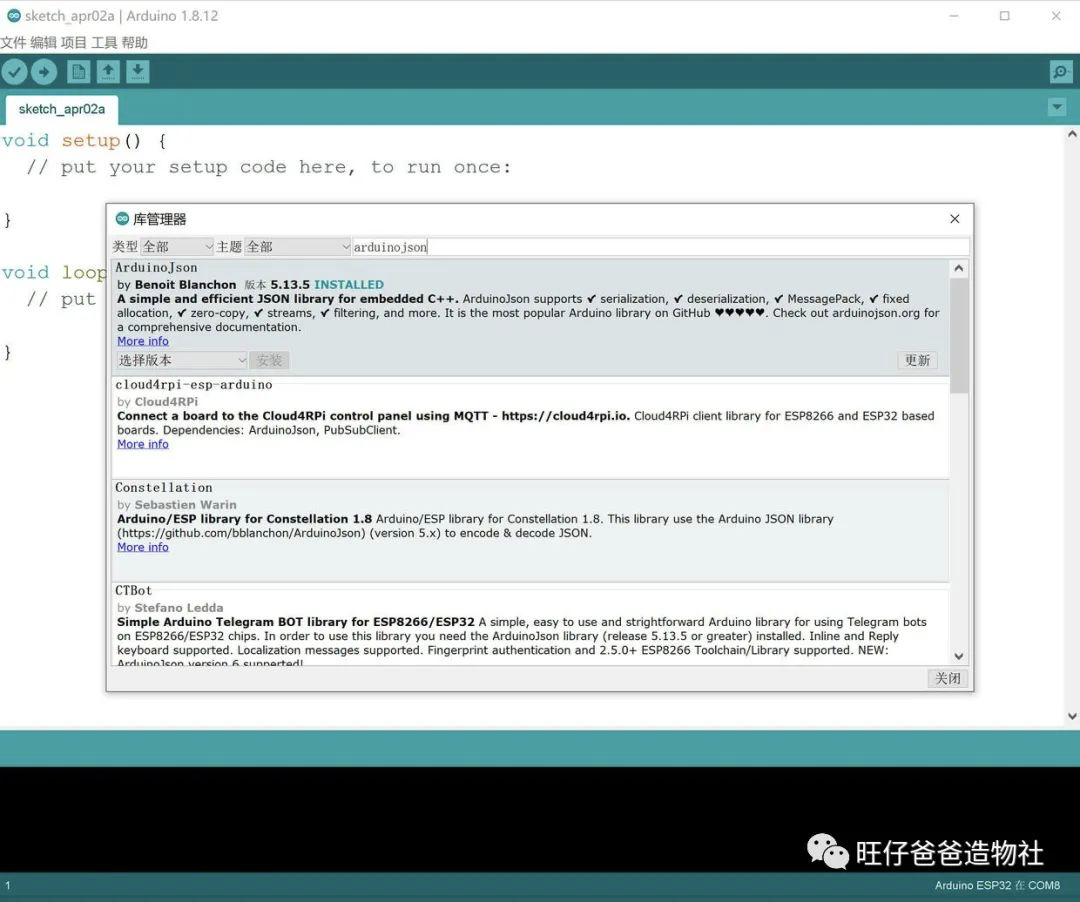 sketch_apr02a | Arduino 1.8.12
文件 编辑 项目 工具 帮助
sketch_apr02a
void setup() {
// put your setup code here, to run once:
}
void loop
// put
}
库管理器
类型 全部 主题 全部 arduinojson
ArduinoJson
by Benoit Blanchon 版本 5.13.5 INSTALLED
A simple and efficient JSON library for embedded C++. ArduinoJson supports ✔ serialization, ✔ deserialization, ✔ MessagePack, ✔ fixed
allocation, ✔ zero-copy, ✔ streams, ✔ filtering, and more. It is the most popular Arduino library on GitHub ♥♥♥♥♥. Check out arduinojson.org for
a comprehensive documentation.
More info
选择版本 安装 更新
cloud4rpi-esp-arduino
by Cloud4RPi
Connect a board to the Cloud4RPi control panel using MQTT - https://cloud4rpi.io. Cloud4RPi client library for ESP8266 and ESP32 based
boards. Dependencies: ArduinoJson, PubSubClient.
More info
Constellation
by Sebastien Warin
Arduino/ESP library for Constellation 1.8 Arduino/ESP library for Constellation 1.8. This library use the Arduino JSON library
(https://github.com/bblanchon/ArduinoJson) (version 5.x) to encode & decode JSON.
More info
CTBot
by Stefano Ledda
Simple Arduino Telegram BOT library for ESP8266/ESP32 A simple, easy to use and strightforward Arduino library for using Telegram bots
on ESP8266/ESP32 chips. In order to use this library you need the ArduinoJson library (release 5.13.5 or greater) installed. Inline and Reply
keyboard supported. Localization messages supported. Fingerprint authentication and 2.5.0+ ESP8266 Toolchain/Library supported. NEW:
ArduinoJson version 6 supported!
关闭
旺仔爸爸造物社
1
Arduino ESP32 在 COM8